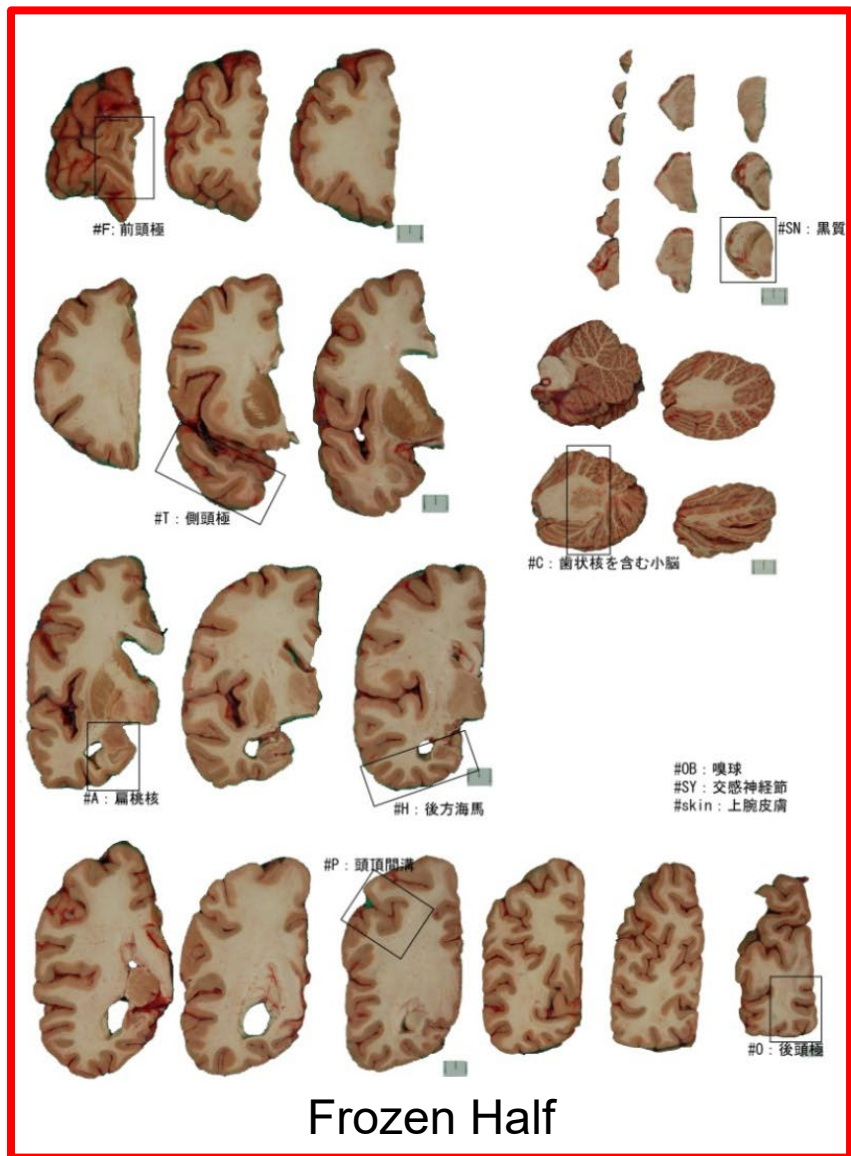 #F: 前頭極
#SN : 黒質
#T : 側頭極
#C : 歯状核を含む小脳
#A : 扁桃核
#H : 後方海馬
#OB : 嗅球
#SY : 交感神経節
#skin : 上腕皮膚
#P : 頭頂間溝
#O : 後頭極
Frozen Half